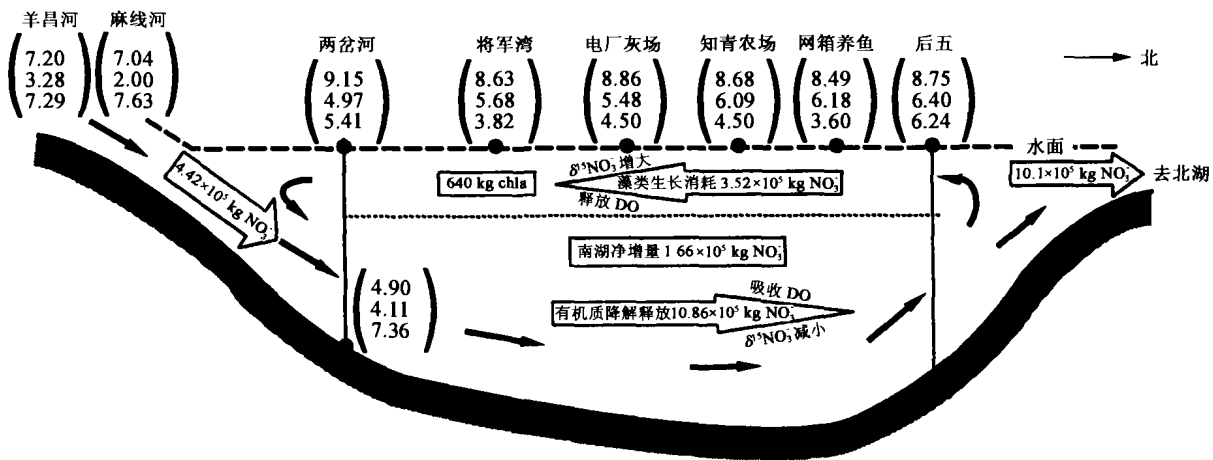 羊昌河 麻线河
7.20 7.04
3.28 2.00
7.29 7.63
两岔河 将军湾 电厂灰场 知青农场 网箱养鱼 后五
9.15 8.63 8.86 8.68 8.49 8.75
4.97 5.68 5.48 6.09 6.18 6.40
5.41 3.82 4.50 4.50 3.60 6.24
北
水面
4.42×10⁵ kg NO₃⁻
640 kg chla
δ¹⁵NO₃⁻增大
藻类生长消耗 3.52×10⁵ kg NO₃⁻
释放 DO
10.1×10⁵ kg NO₃⁻
去北湖
南湖净增量 1 66×10⁵ kg NO₃⁻
4.90
4.11
7.36
吸收 DO
有机质降解释放10.86×10⁵ kg NO₃⁻
δ¹⁵NO₃⁻减小